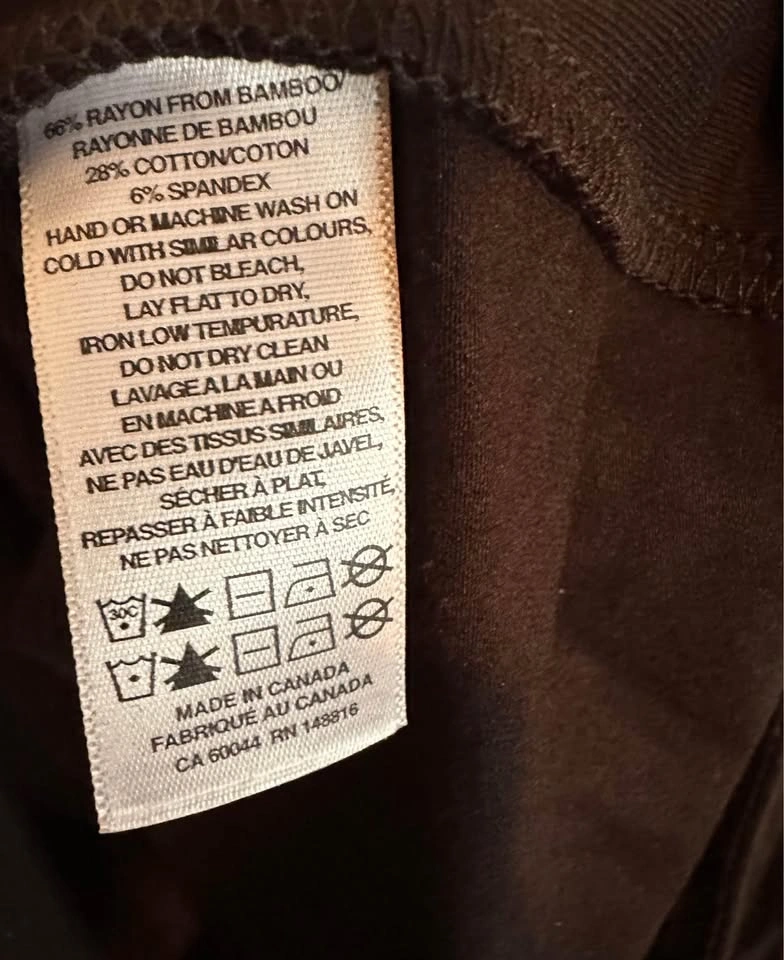 66% RAYON FROM BAMBOO/
RAYONNE DE BAMBOU
28% COTTON/COTON
6% SPANDEX
HAND OR MACHINE WASH ON
COLD WITH SIMILAR COLOURS,
DO NOT BLEACH,
LAY FLAT TO DRY,
IRON LOW TEMPURATURE,
DO NOT DRY CLEAN
LAVAGE A LA MAIN OU
EN MACHINE A FROID
AVEC DES TISSUS SIMILAIRES,
NE PAS EAU D'EAU DE JAVEL,
SÉCHER À PLAT,
REPASSER À FAIBLE INTENSITÉ,
NE PAS NETTOYER À SEC
30C
MADE IN CANADA
FABRIQUÉ AU CANADA
CA 60044 RN 148816